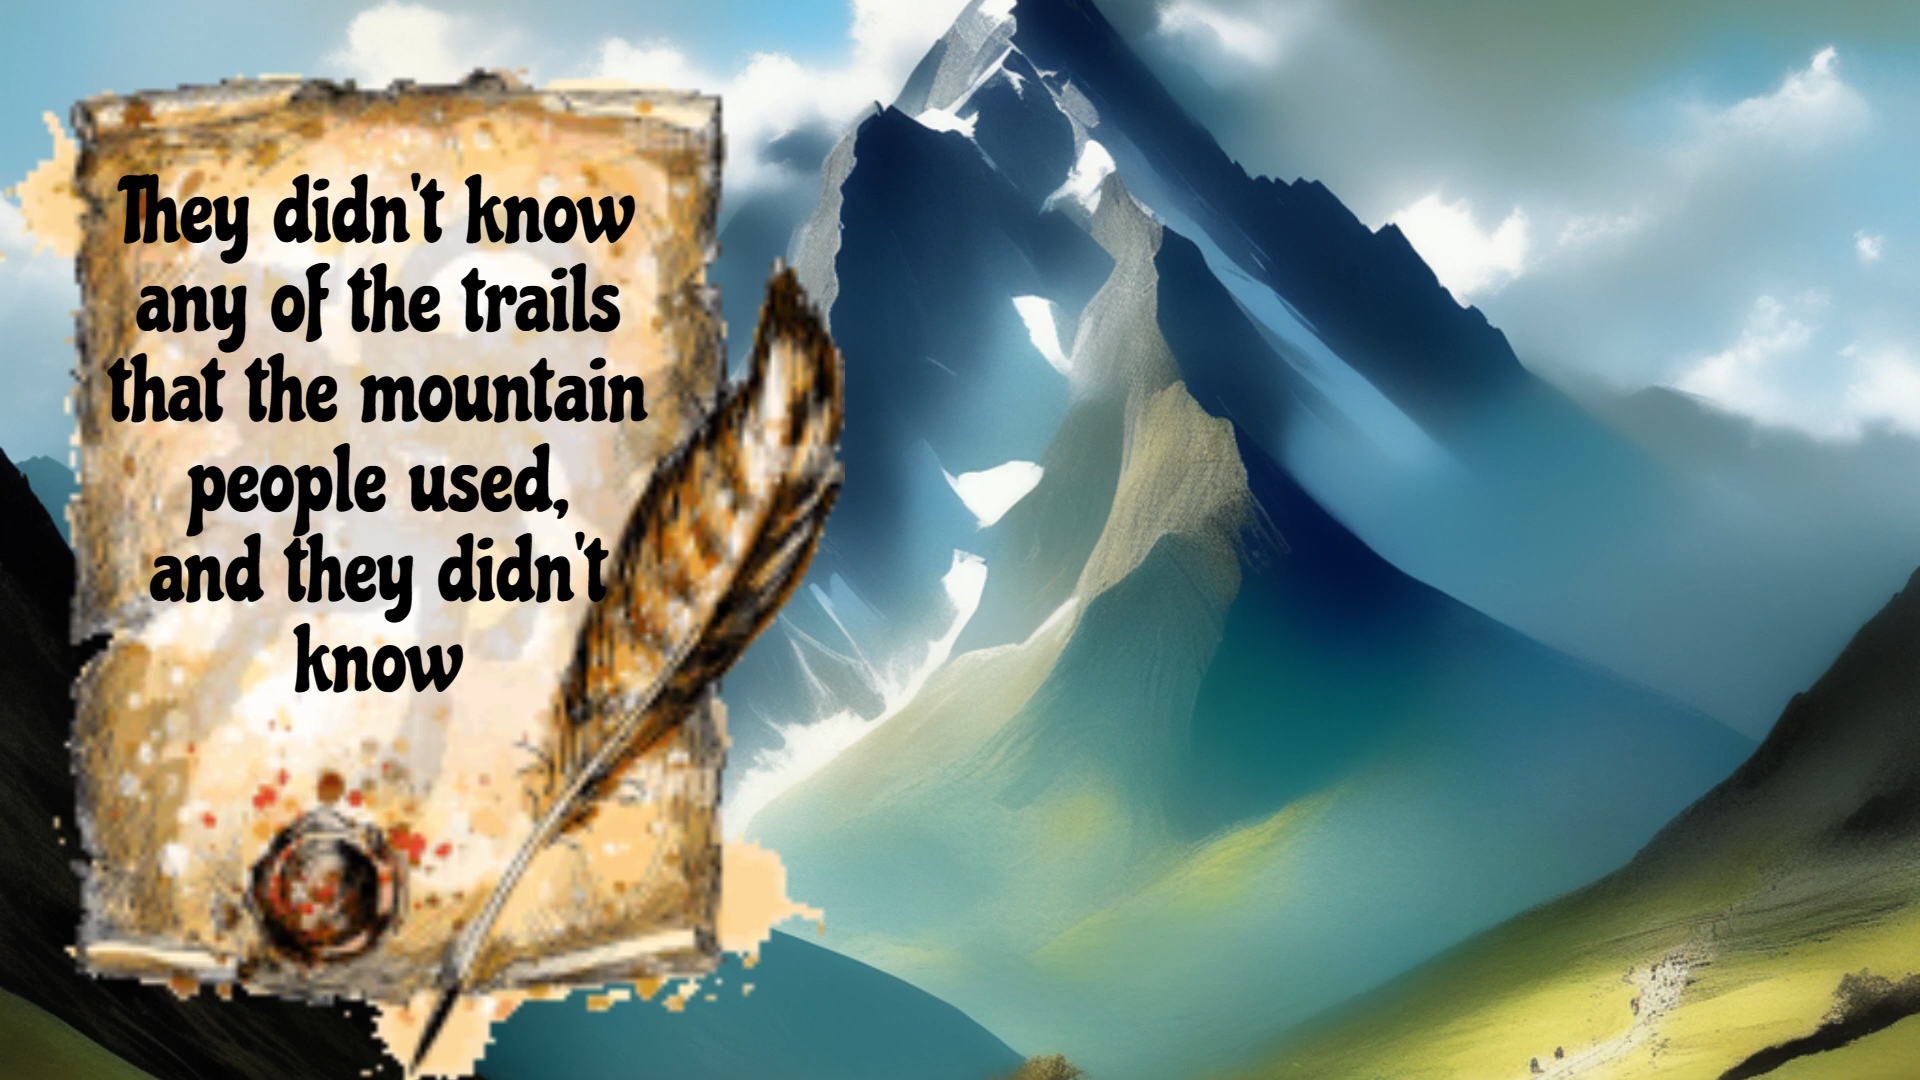 They didn't know
any of the trails
that the mountain
people used,
and they didn't
know